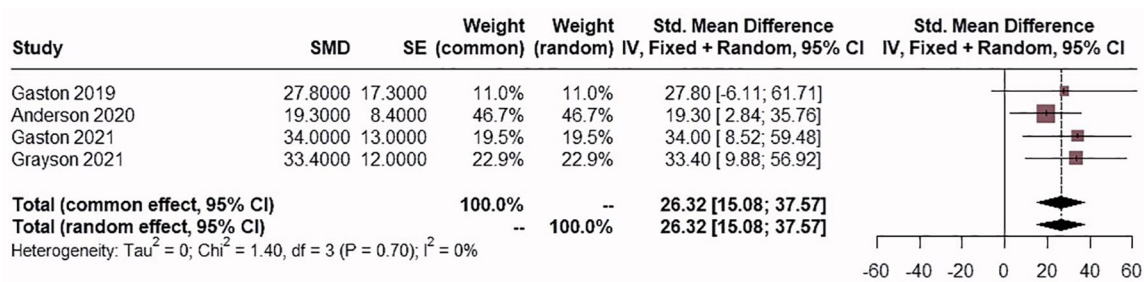 Weight Weight Std. Mean Difference Std. Mean Difference
Study SMD SE (common) (random) IV, Fixed + Random, 95% CI IV, Fixed + Random, 95% CI
Gaston 2019 27.8000 17.3000 11.0% 11.0% 27.80 [-6.11; 61.71]
Anderson 2020 19.3000 8.4000 46.7% 46.7% 19.30 [ 2.84; 35.76]
Gaston 2021 34.0000 13.0000 19.5% 19.5% 34.00 [ 8.52; 59.48]
Grayson 2021 33.4000 12.0000 22.9% 22.9% 33.40 [ 9.88; 56.92]
Total (common effect, 95% CI) 100.0% -- 26.32 [15.08; 37.57]
Total (random effect, 95% CI) -- 100.0% 26.32 [15.08; 37.57]
Heterogeneity: Tau² = 0; Chi² = 1.40, df = 3 (P = 0.70); I² = 0%
-60 -40 -20 0 20 40 60